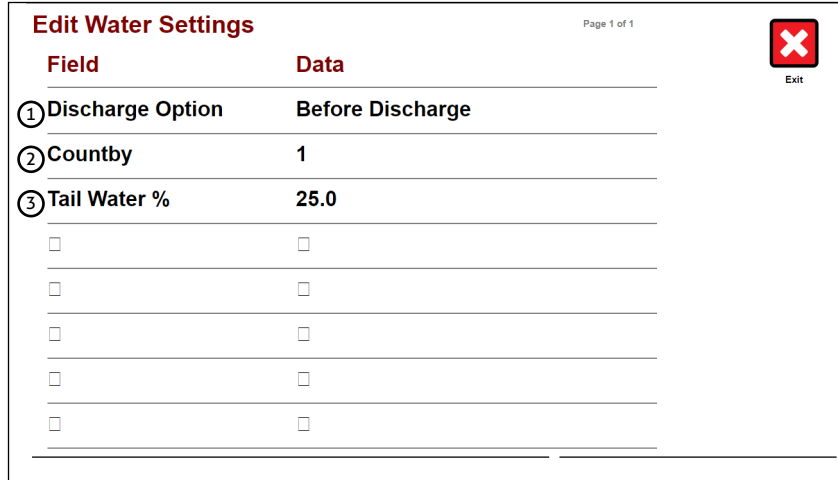 Edit Water Settings
Page 1 of 1
Exit
Field Data
① Discharge Option Before Discharge
② Countby 1
③ Tail Water % 25.0